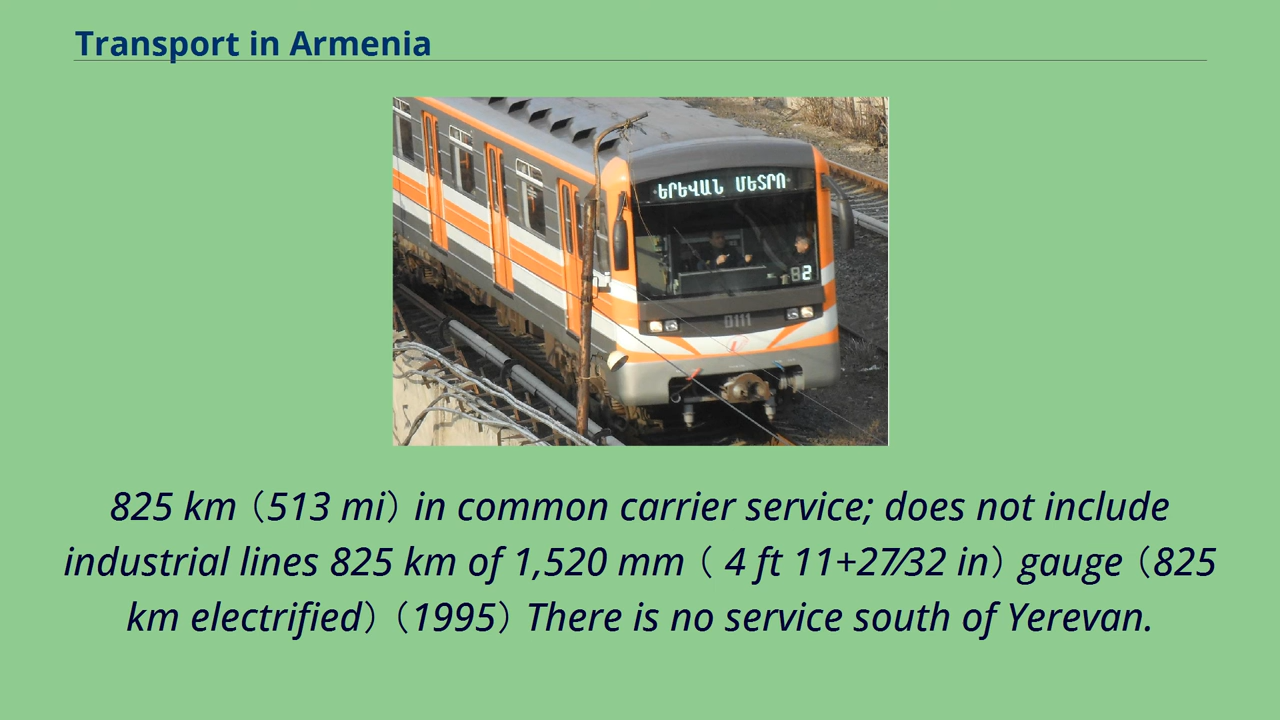 Transport in Armenia
ԵՐԵՎԱՆ ՄԵՏՐՈ
82
0111
825 km（513 mi）in common carrier service; does not include
industrial lines 825 km of 1,520 mm（ 4 ft 11+27⁄32 in）gauge（825
km electrified）（1995）There is no service south of Yerevan.